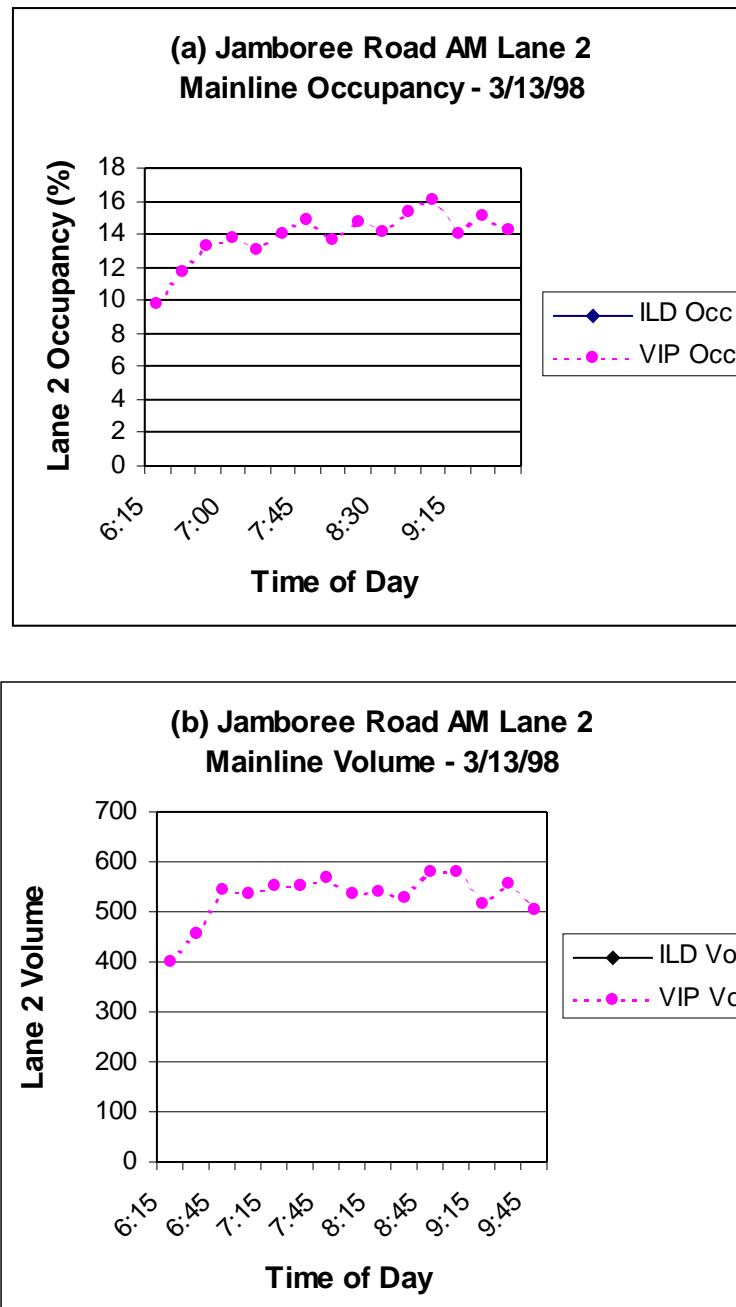 (a) Jamboree Road AM Lane 2
Mainline Occupancy - 3/13/98
Lane 2 Occupancy (%)
18
16
14
12
10
8
6
4
2
0
6:15
7:00
7:45
8:30
9:15
Time of Day
ILD Occ
VIP Occ
(b) Jamboree Road AM Lane 2
Mainline Volume - 3/13/98
Lane 2 Volume
700
600
500
400
300
200
100
0
6:15
6:45
7:15
7:45
8:15
8:45
9:15
9:45
Time of Day
ILD Vo
VIP Vo